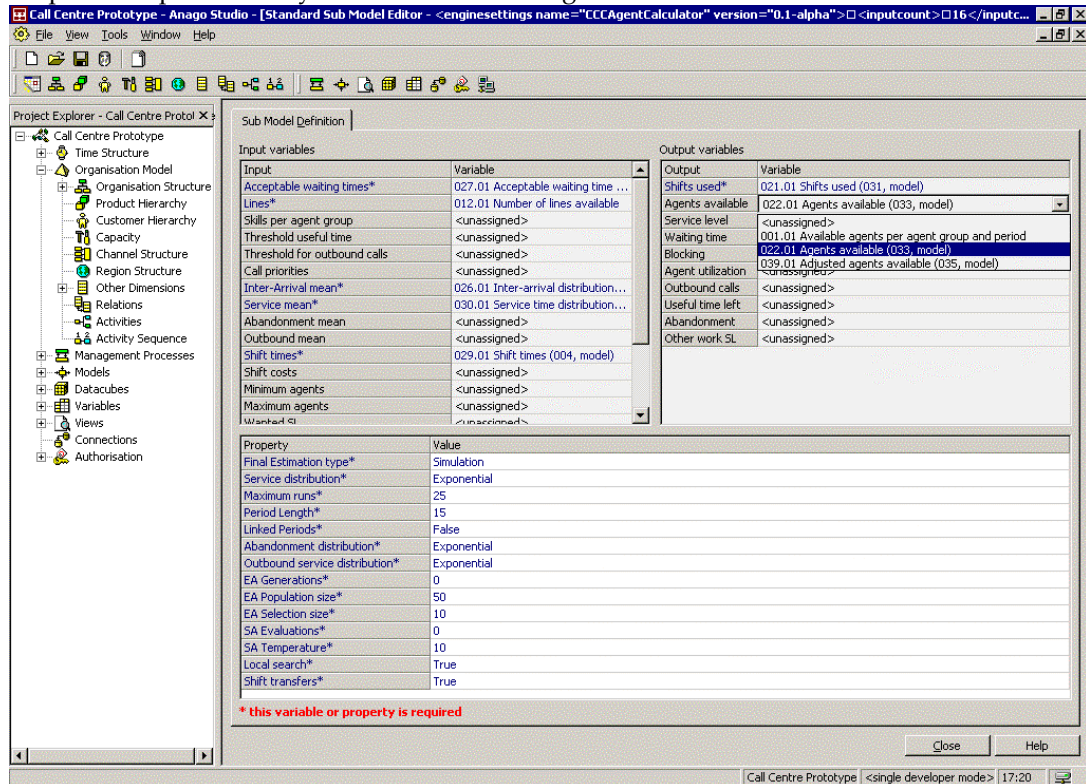 Call Centre Prototype - Anago Studio - [Standard Sub Model Editor - <enginesettings name="CCCAgentCalculator" version="0.1-alpha">□<inputcount>□16</inputc...
File View Tools Window Help
Project Explorer - Call Centre Protol
Call Centre Prototype
Time Structure
Organisation Model
Organisation Structure
Product Hierarchy
Customer Hierarchy
Capacity
Channel Structure
Region Structure
Other Dimensions
Relations
Activities
Activity Sequence
Management Processes
Models
Datacubes
Variables
Views
Connections
Authorisation
Sub Model Definition
Input variables
Input Variable
Acceptable waiting times* 027.01 Acceptable waiting time ...
Lines* 012.01 Number of lines available
Skills per agent group <unassigned>
Threshold useful time <unassigned>
Threshold for outbound calls <unassigned>
Call priorities <unassigned>
Inter-Arrival mean* 026.01 Inter-arrival distribution...
Service mean* 030.01 Service time distribution...
Abandonment mean <unassigned>
Outbound mean <unassigned>
Shift times* 029.01 Shift times (004, model)
Shift costs <unassigned>
Minimum agents <unassigned>
Maximum agents <unassigned>
Wanted SL <unassigned>
Output variables
Output Variable
Shifts used* 021.01 Shifts used (031, model)
Agents available 022.01 Agents available (033, model)
Service level <unassigned>
Waiting time 001.01 Available agents per agent group and period
Blocking 022.01 Agents available (033, model)
039.01 Adjusted agents available (035, model)
Agent utilization <unassigned>
Outbound calls <unassigned>
Useful time left <unassigned>
Abandonment <unassigned>
Other work SL <unassigned>
Property Value
Final Estimation type* Simulation
Service distribution* Exponential
Maximum runs* 25
Period Length* 15
Linked Periods* False
Abandonment distribution* Exponential
Outbound service distribution* Exponential
EA Generations* 0
EA Population size* 50
EA Selection size* 10
SA Evaluations* 0
SA Temperature* 10
Local search* True
Shift transfers* True
* this variable or property is required
Close Help
Call Centre Prototype <single developer mode> 17:20